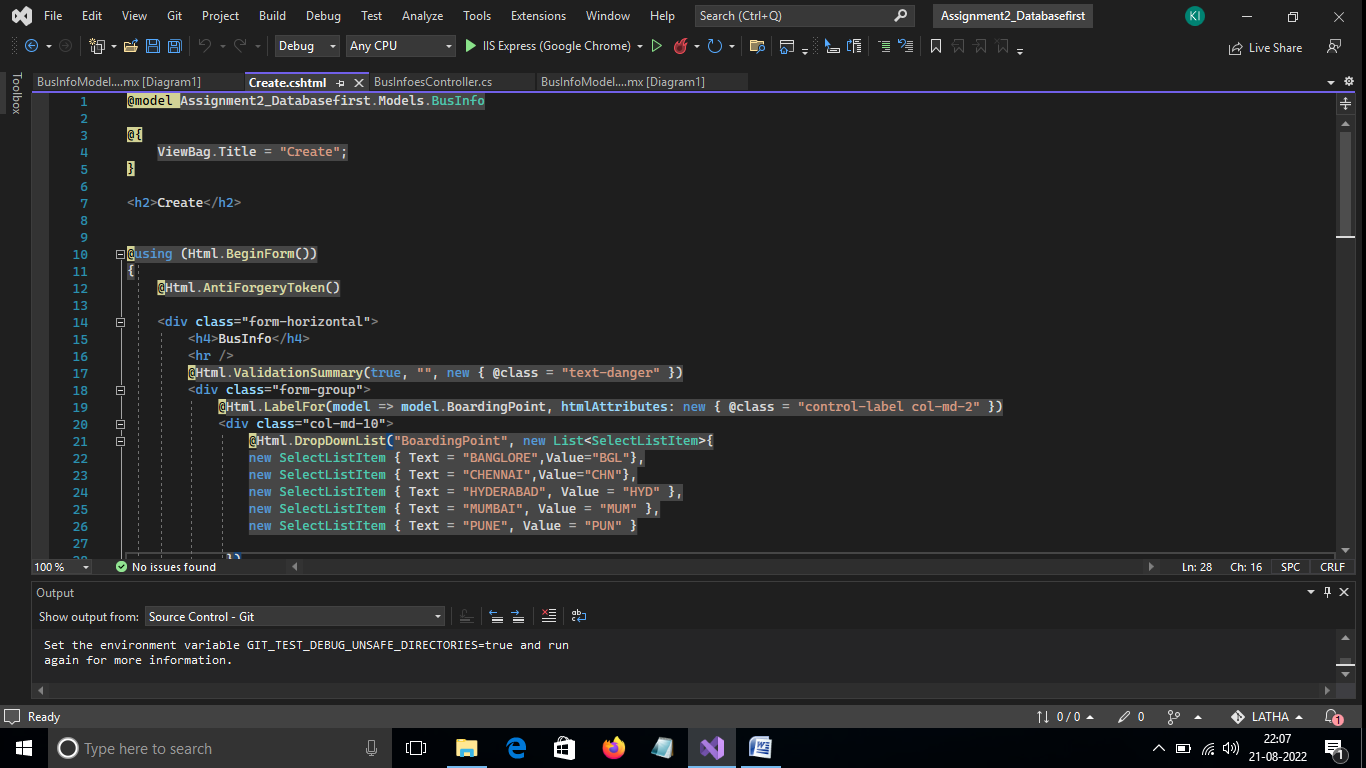 File Edit View Git Project Build Debug Test Analyze Tools Extensions Window Help Search (Ctrl+Q) Assignment2_Databasefirst KI
Debug Any CPU IIS Express (Google Chrome) Live Share
Toolbox
BusInfoModel....mx [Diagram1] Create.cshtml BusInfoesController.cs BusInfoModel....mx [Diagram1]
1 @model Assignment2_Databasefirst.Models.BusInfo
2
3 @{
4 ViewBag.Title = "Create";
5 }
6
7 <h2>Create</h2>
8
9
10 @using (Html.BeginForm())
11 {
12 @Html.AntiForgeryToken()
13
14 <div class="form-horizontal">
15 <h4>BusInfo</h4>
16 <hr />
17 @Html.ValidationSummary(true, "", new { @class = "text-danger" })
18 <div class="form-group">
19 @Html.LabelFor(model => model.BoardingPoint, htmlAttributes: new { @class = "control-label col-md-2" })
20 <div class="col-md-10">
21 @Html.DropDownList("BoardingPoint", new List<SelectListItem>{
22 new SelectListItem { Text = "BANGLORE",Value="BGL"},
23 new SelectListItem { Text = "CHENNAI",Value="CHN"},
24 new SelectListItem { Text = "HYDERABAD", Value = "HYD" },
25 new SelectListItem { Text = "MUMBAI", Value = "MUM" },
26 new SelectListItem { Text = "PUNE", Value = "PUN" }
27
28 })
100 % No issues found Ln: 28 Ch: 16 SPC CRLF
Output
Show output from: Source Control - Git
Set the environment variable GIT_TEST_DEBUG_UNSAFE_DIRECTORIES=true and run
again for more information.
Ready 0 / 0 0 LATHA 1
Type here to search 22:07
21-08-2022 1